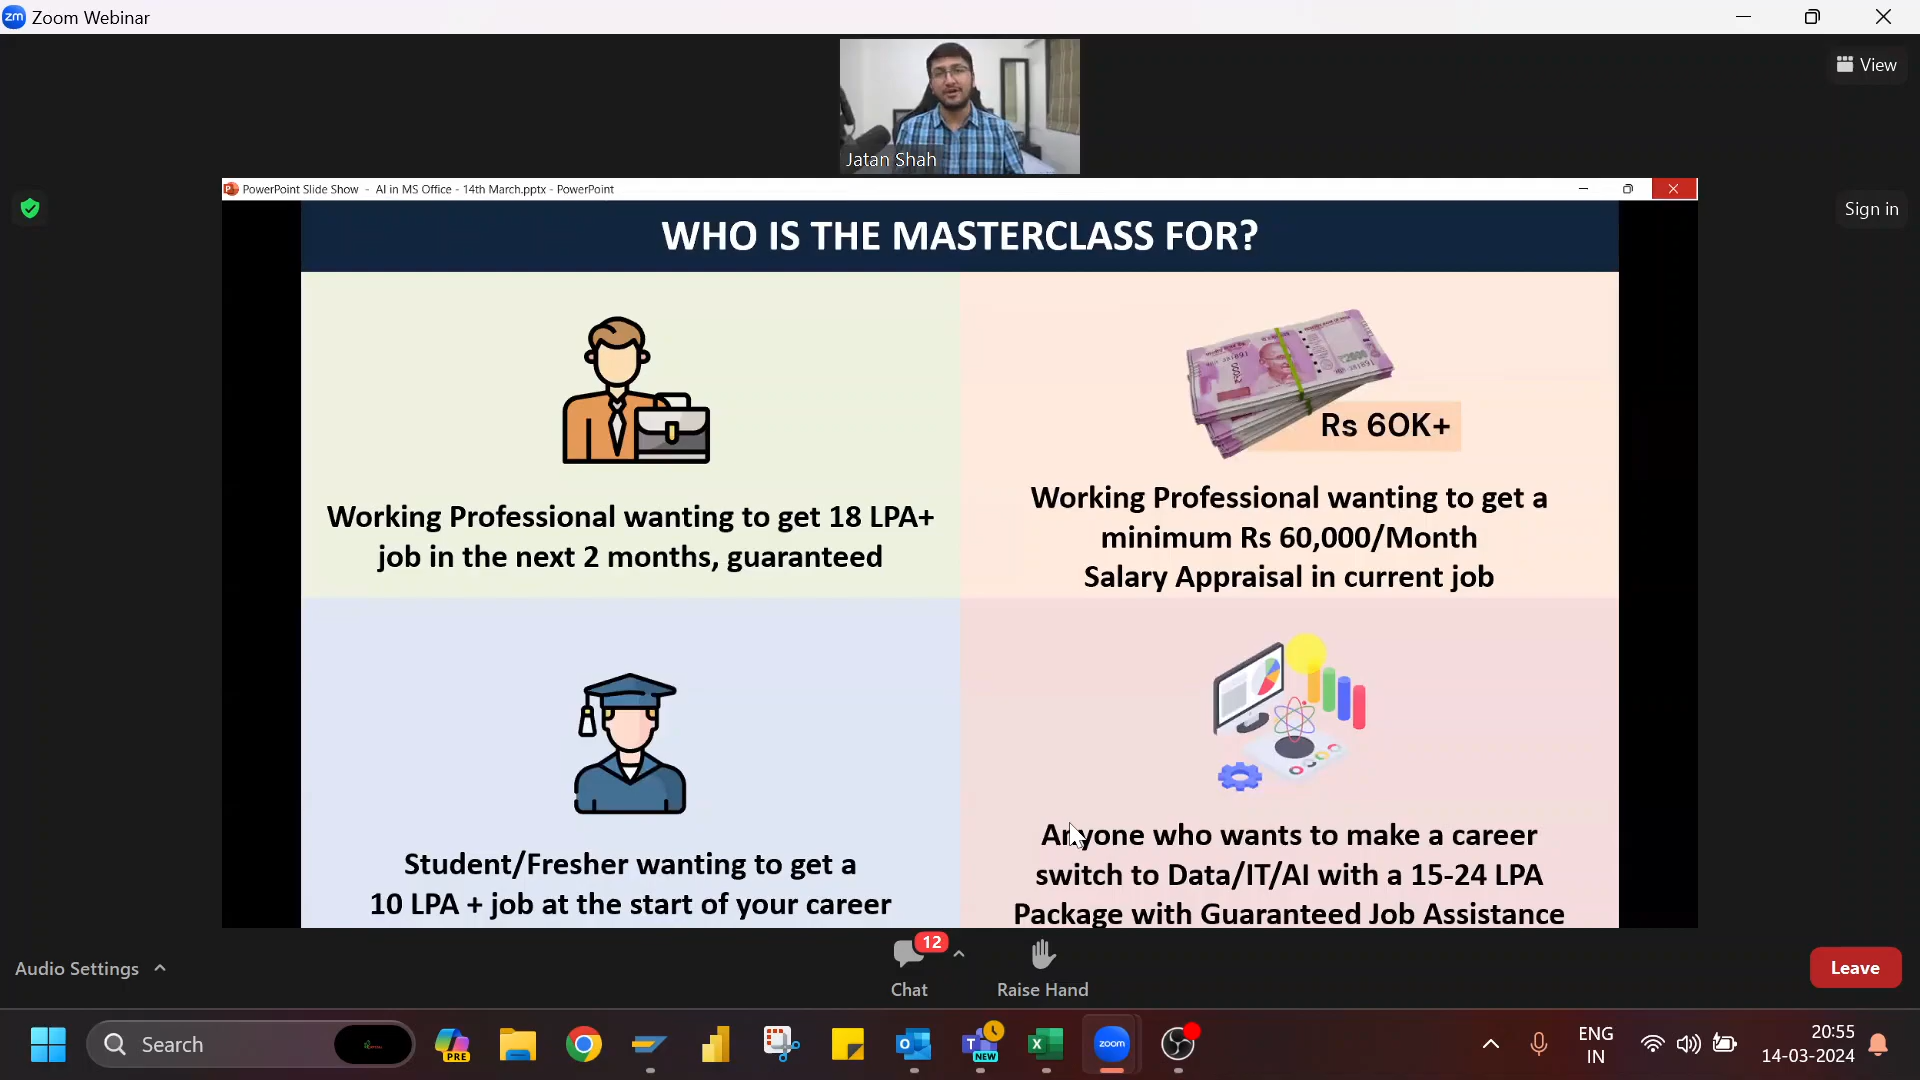 zm Zoom Webinar
View
Jatan Shah
PowerPoint Slide Show - AI in MS Office - 14th March.pptx - PowerPoint
Sign in
WHO IS THE MASTERCLASS FOR?
Rs 60K+
Working Professional wanting to get 18 LPA+
job in the next 2 months, guaranteed
Working Professional wanting to get a
minimum Rs 60,000/Month
Salary Appraisal in current job
Student/Fresher wanting to get a
10 LPA + job at the start of your career
Anyone who wants to make a career
switch to Data/IT/AI with a 15-24 LPA
Package with Guaranteed Job Assistance
Audio Settings
12
Chat
Raise Hand
Leave
Search
PRE
NEW
zoom
ENG
IN
20:55
14-03-2024